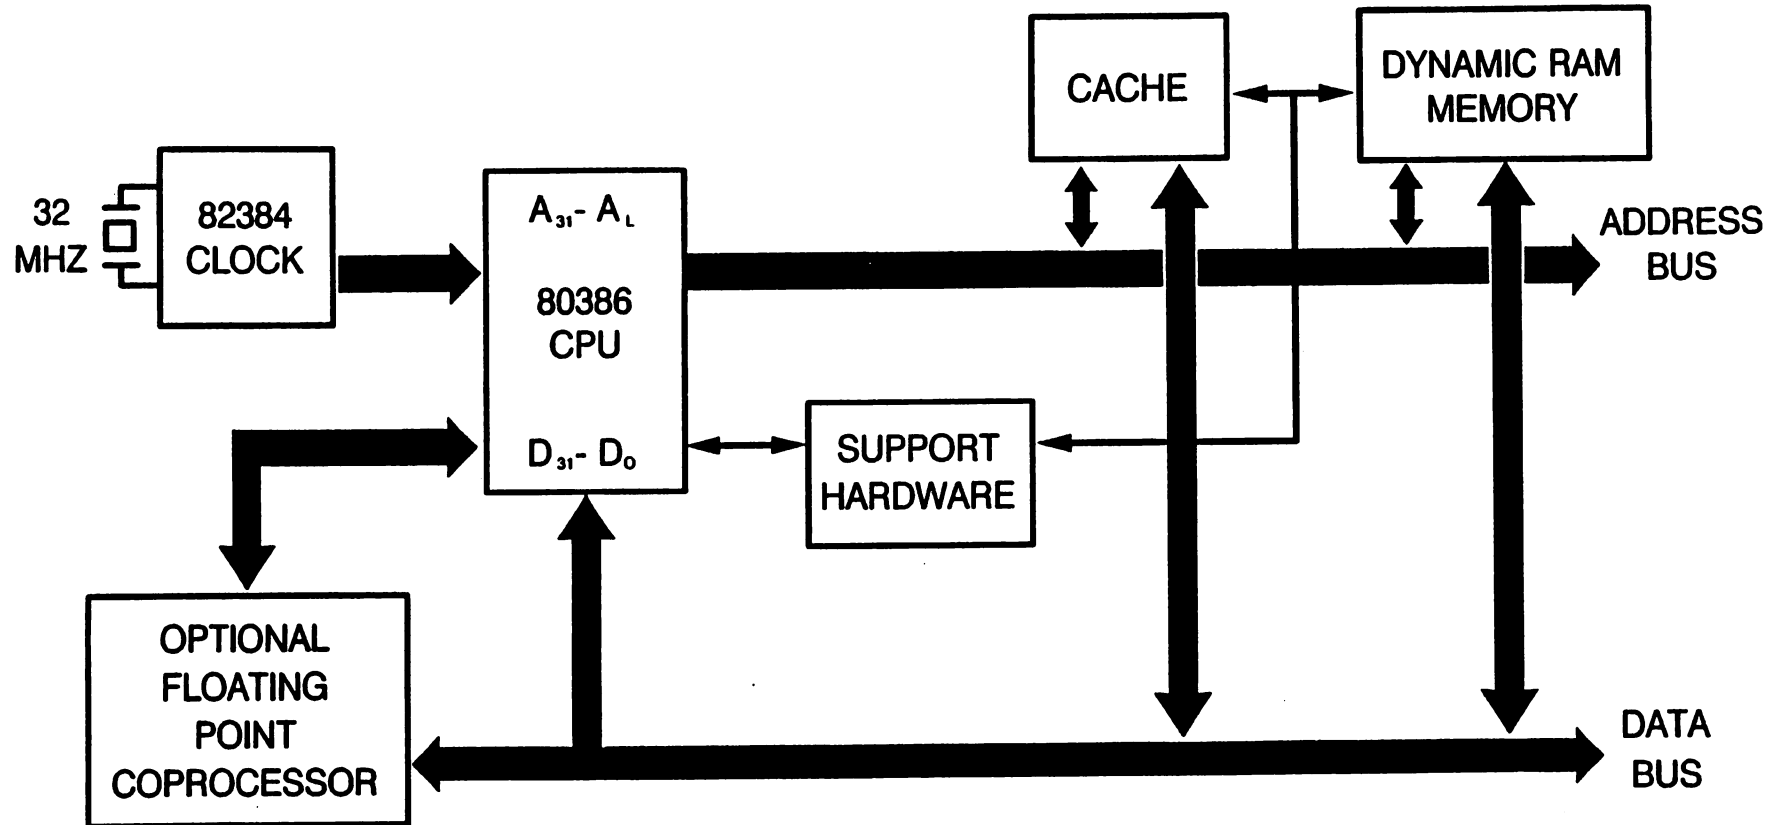 CACHE
DYNAMIC RAM
MEMORY
32
MHZ
82384
CLOCK
A₃₁- A L
80386
CPU
D₃₁- D₀
ADDRESS
BUS
SUPPORT
HARDWARE
OPTIONAL
FLOATING
POINT
COPROCESSOR
DATA
BUS